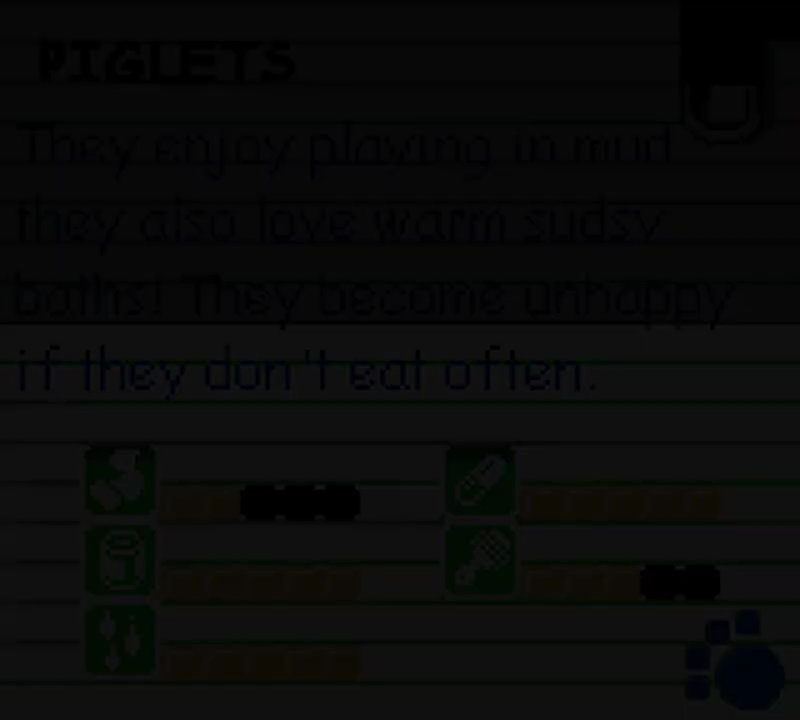 PIGLETS
They enjoy playing in mud
they also love warm sudsy
baths! They become unhappy
if they don't eat often.